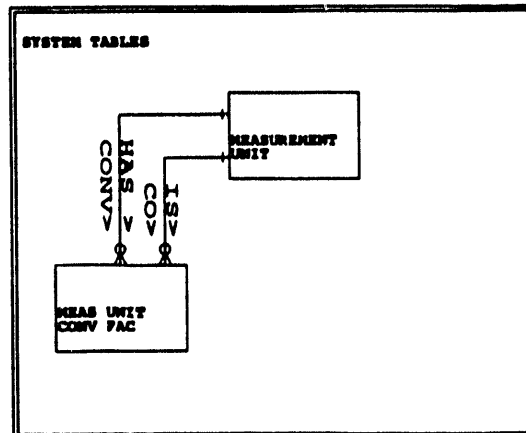 SYSTEM TABLES
MEASUREMENT
UNIT
HAS >
CONV>
IS>
CO>
MEAS UNIT
CONV FAC